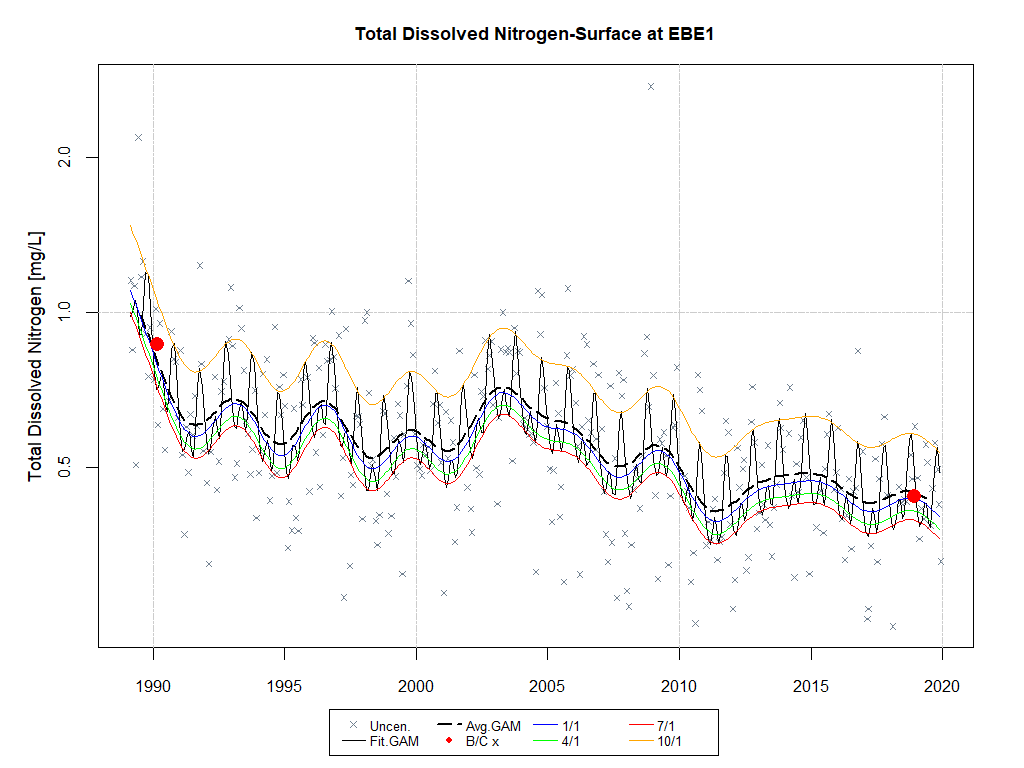 Total Dissolved Nitrogen-Surface at EBE1
Total Dissolved Nitrogen [mg/L]
2.0
1.0
0.5
1990 1995 2000 2005 2010 2015 2020
Uncen. Avg.GAM 1/1 7/1
Fit.GAM B/C x 4/1 10/1